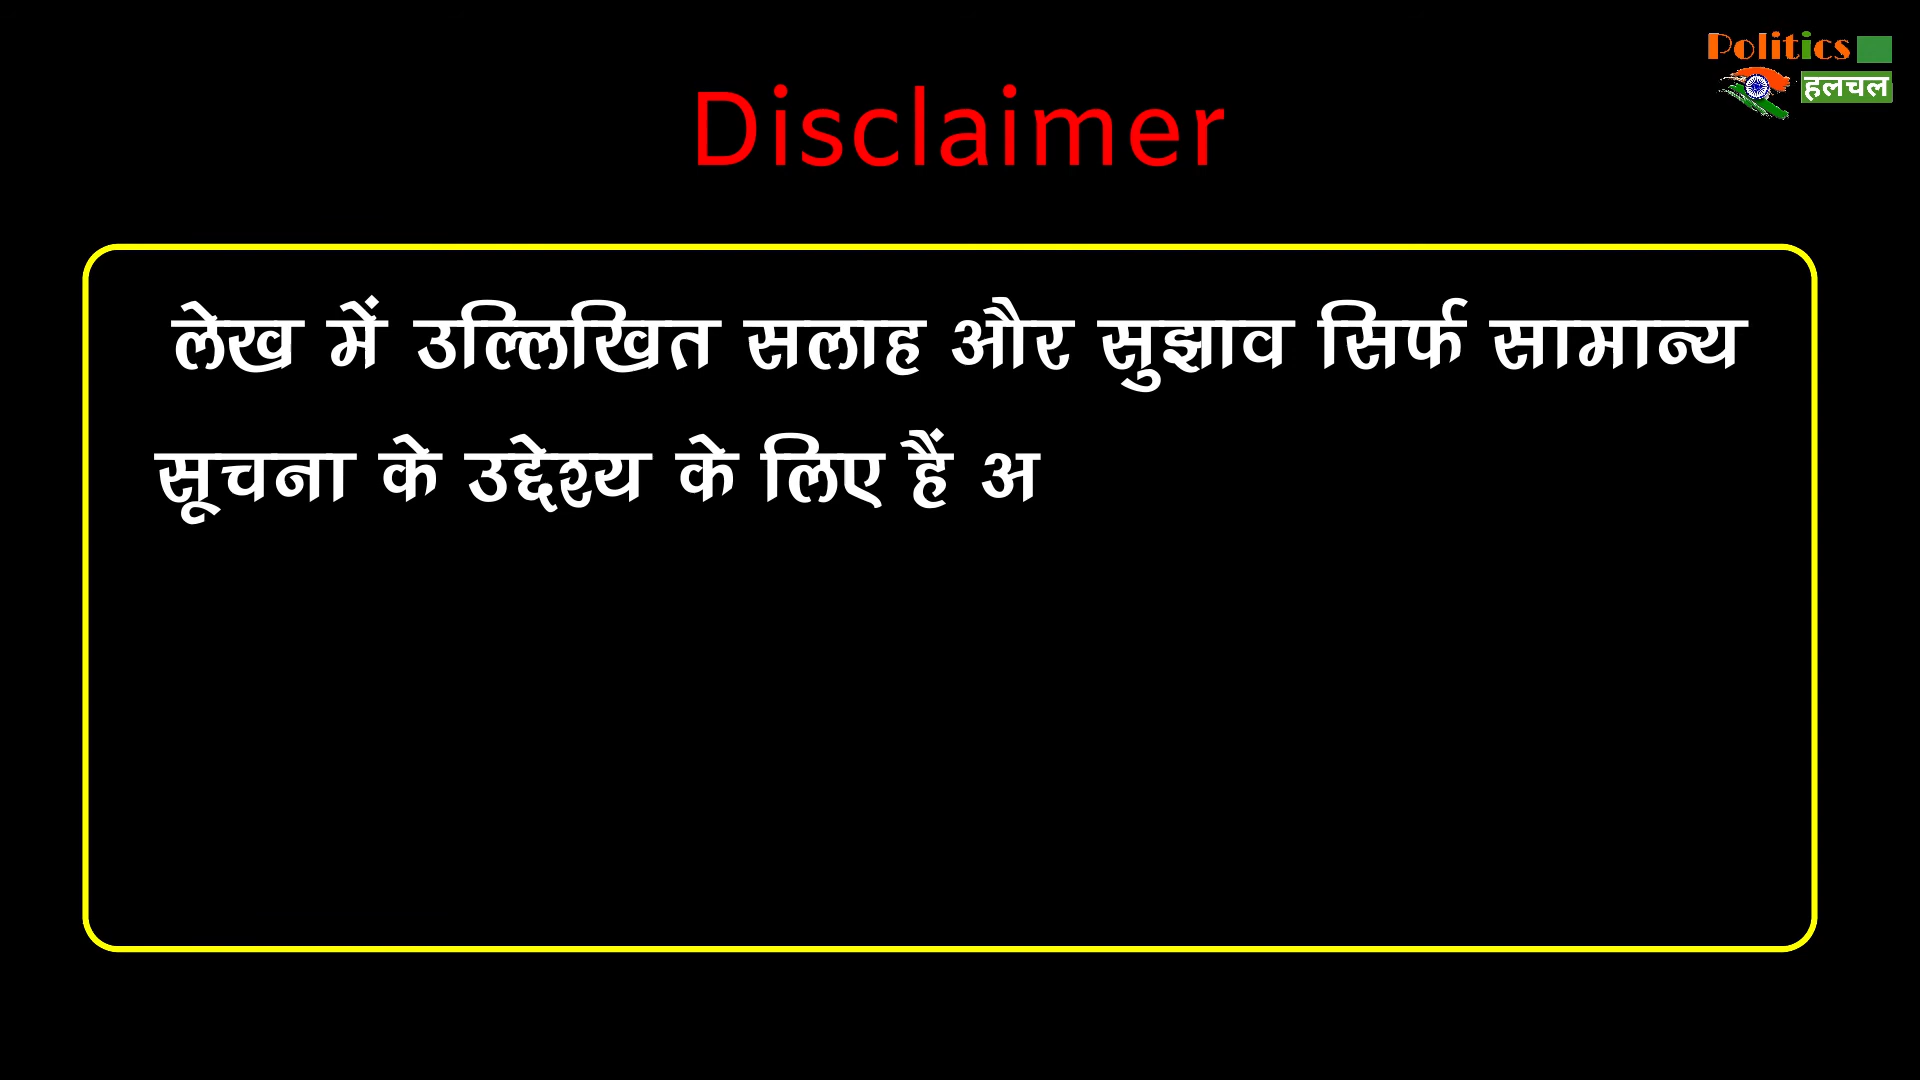 Politics
हलचल
Disclaimer
लेख में उल्लिखित सलाह और सुझाव सिर्फ सामान्य
सूचना के उद्देश्य के लिए हैं अ